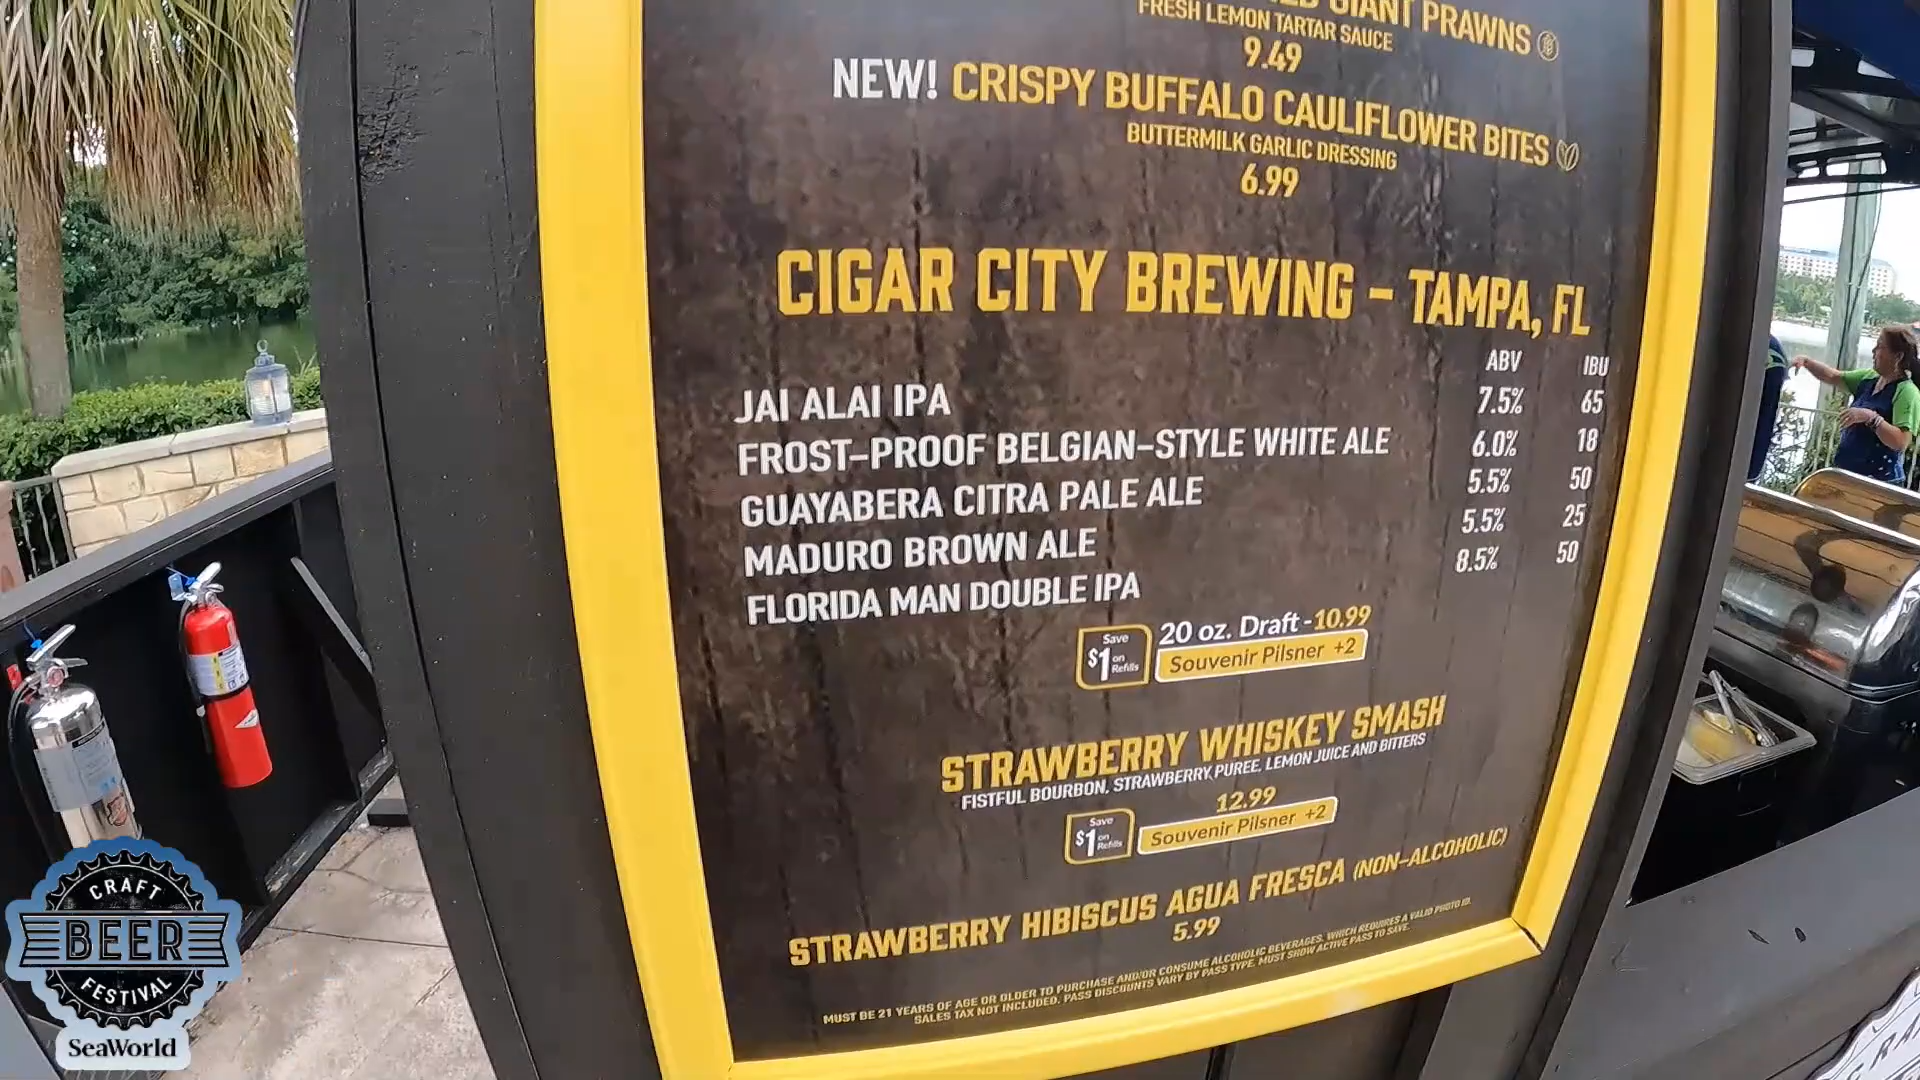 GIANT PRAWNS
FRESH LEMON TARTAR SAUCE
9.49
NEW! CRISPY BUFFALO CAULIFLOWER BITES
BUTTERMILK GARLIC DRESSING
6.99
CIGAR CITY BREWING - TAMPA, FL
ABV IBU
JAI ALAI IPA 7.5% 65
FROST-PROOF BELGIAN-STYLE WHITE ALE 6.0% 18
GUAYABERA CITRA PALE ALE 5.5% 50
MADURO BROWN ALE 5.5% 25
FLORIDA MAN DOUBLE IPA 8.5% 50
Save $1 on Refills
20 oz. Draft - 10.99
Souvenir Pilsner +2
STRAWBERRY WHISKEY SMASH
FISTFUL BOURBON, STRAWBERRY PUREE, LEMON JUICE AND BITTERS
12.99
Save $1 on Refills
Souvenir Pilsner +2
STRAWBERRY HIBISCUS AGUA FRESCA (NON-ALCOHOLIC)
5.99
MUST BE 21 YEARS OF AGE OR OLDER TO PURCHASE AND/OR CONSUME ALCOHOLIC BEVERAGES, WHICH REQUIRES A VALID PHOTO ID.
SALES TAX NOT INCLUDED. PASS DISCOUNTS VARY BY PASS TYPE. MUST SHOW ACTIVE PASS TO SAVE.
CRAFT
BEER
FESTIVAL
SeaWorld